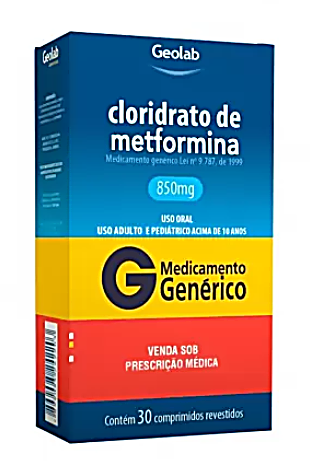 Geolab
cloridrato de
metformina
Medicamento genérico Lei nº 9.787, de 1999
850mg
USO ORAL
USO ADULTO E PEDIÁTRICO ACIMA DE 10 ANOS
G Medicamento
Genérico
VENDA SOB
PRESCRIÇÃO MÉDICA
Contém 30 comprimidos revestidos